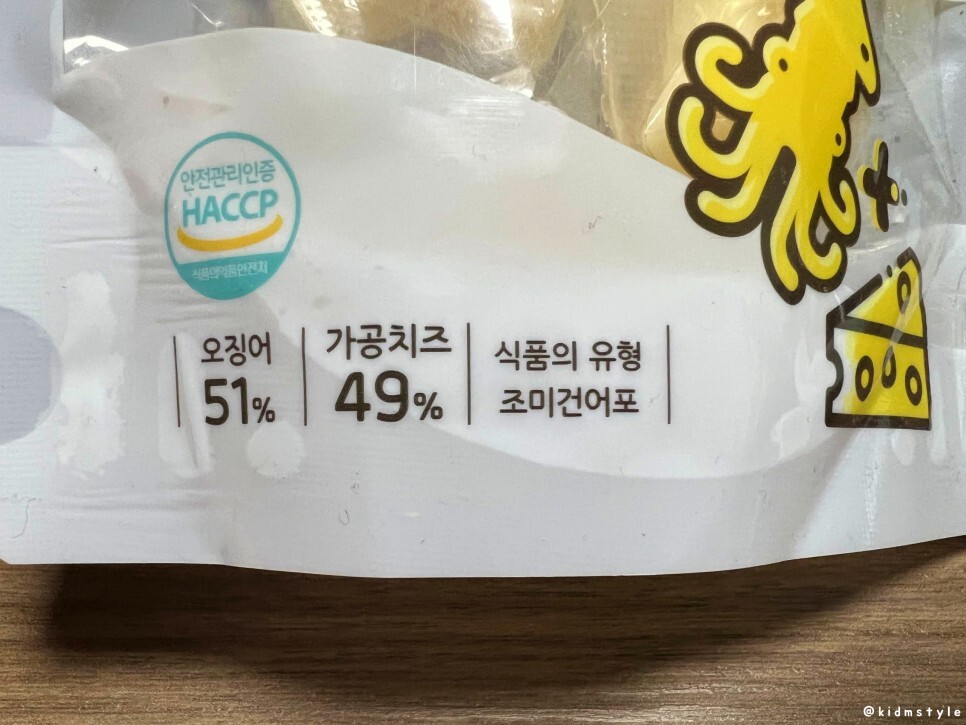 안전관리인증
HACCP
식품의약품안전처
오징어
51%
가공치즈
49%
식품의 유형
조미건어포
@kidmstyle